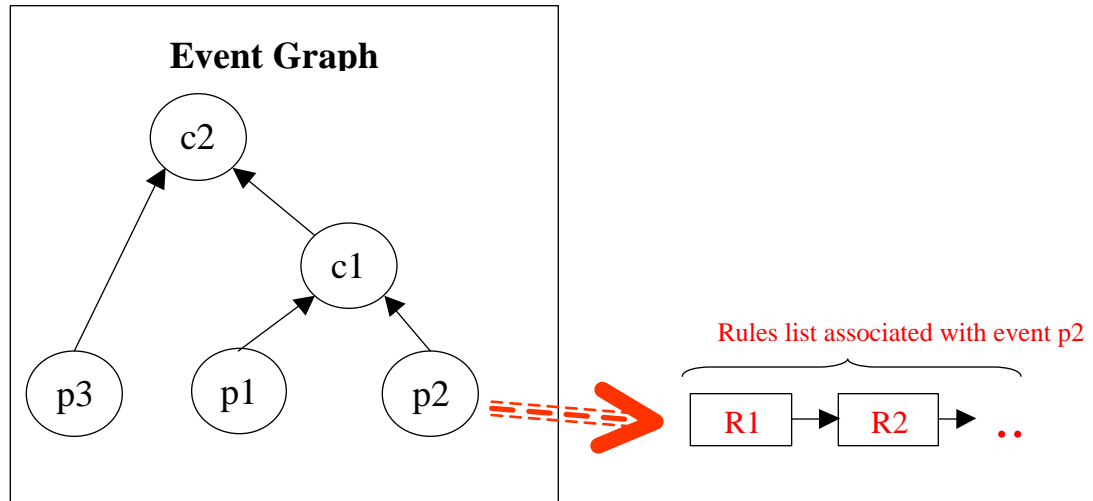 Event Graph
c2
c1
p3
p1
p2
Rules list associated with event p2
R1
R2
..